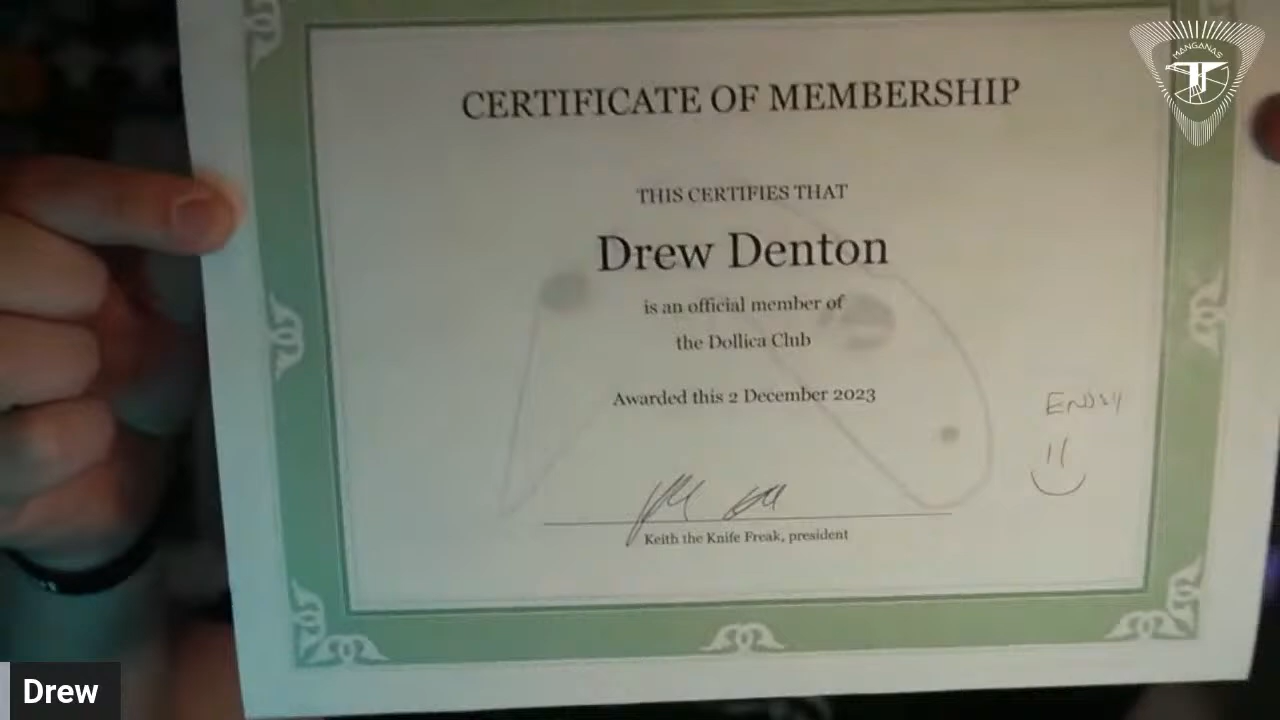 MANGANAS
CERTIFICATE OF MEMBERSHIP
THIS CERTIFIES THAT
Drew Denton
is an official member of
the Dollica Club
Awarded this 2 December 2023
Keith the Knife Freak, president
Drew